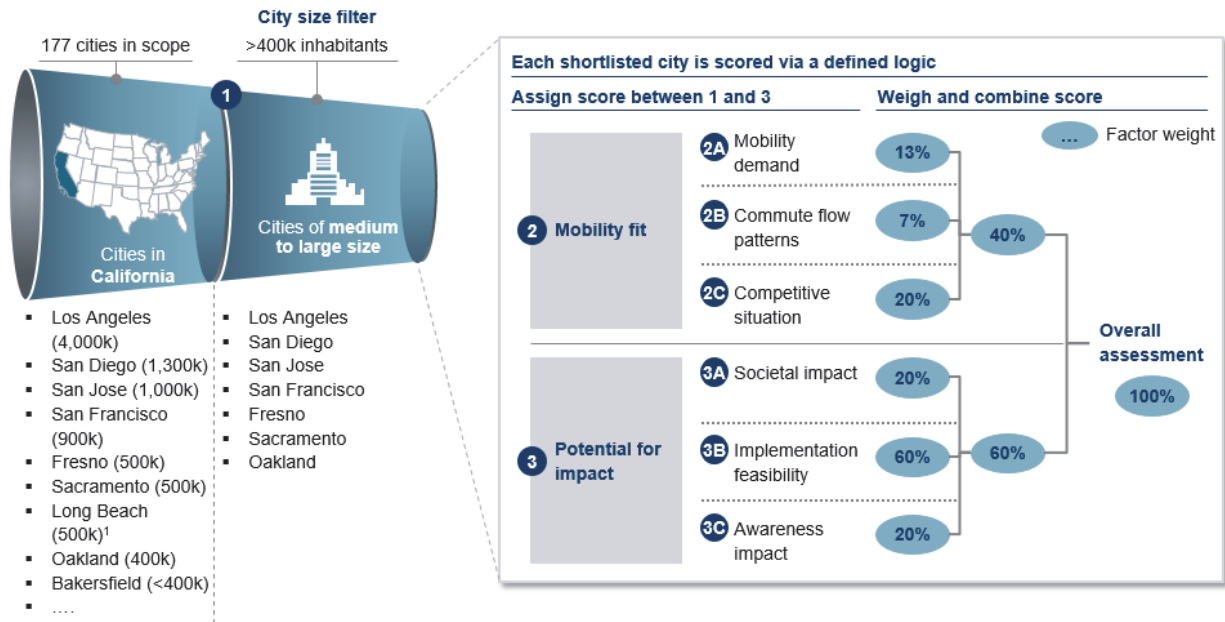 City size filter
177 cities in scope
>400k inhabitants
1
Cities in
California
Cities of medium
to large size
▪ Los Angeles
(4,000k)
▪ San Diego (1,300k)
▪ San Jose (1,000k)
▪ San Francisco
(900k)
▪ Fresno (500k)
▪ Sacramento (500k)
▪ Long Beach
(500k)¹
▪ Oakland (400k)
▪ Bakersfield (<400k)
▪ ....
▪ Los Angeles
▪ San Diego
▪ San Jose
▪ San Francisco
▪ Fresno
▪ Sacramento
▪ Oakland
Each shortlisted city is scored via a defined logic
Assign score between 1 and 3
Weigh and combine score
... Factor weight
2 Mobility fit
2A Mobility
demand
13%
2B Commute flow
patterns
7%
2C Competitive
situation
20%
40%
3 Potential for
impact
3A Societal impact
20%
3B Implementation
feasibility
60%
3C Awareness
impact
20%
60%
Overall
assessment
100%